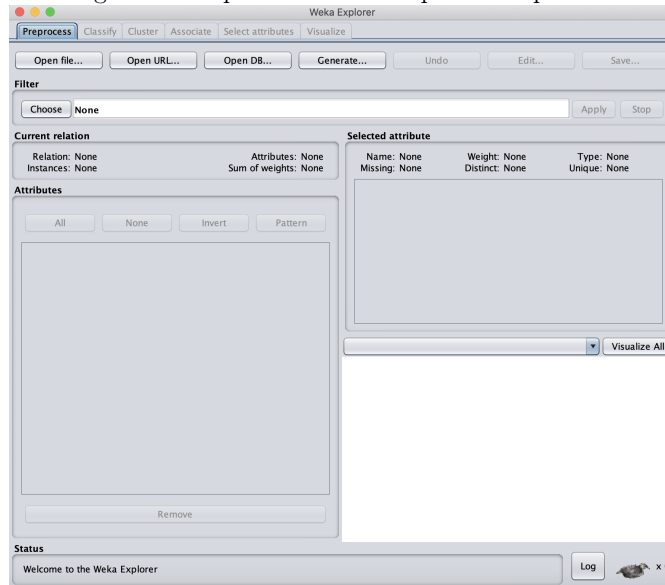 Weka Explorer
Preprocess Classify Cluster Associate Select attributes Visualize
Open file... Open URL... Open DB... Generate... Undo Edit... Save...
Filter
Choose None Apply Stop
Current relation
Relation: None Attributes: None
Instances: None Sum of weights: None
Selected attribute
Name: None Weight: None Type: None
Missing: None Distinct: None Unique: None
Attributes
All None Invert Pattern
Remove
Visualize All
Status
Welcome to the Weka Explorer
Log x